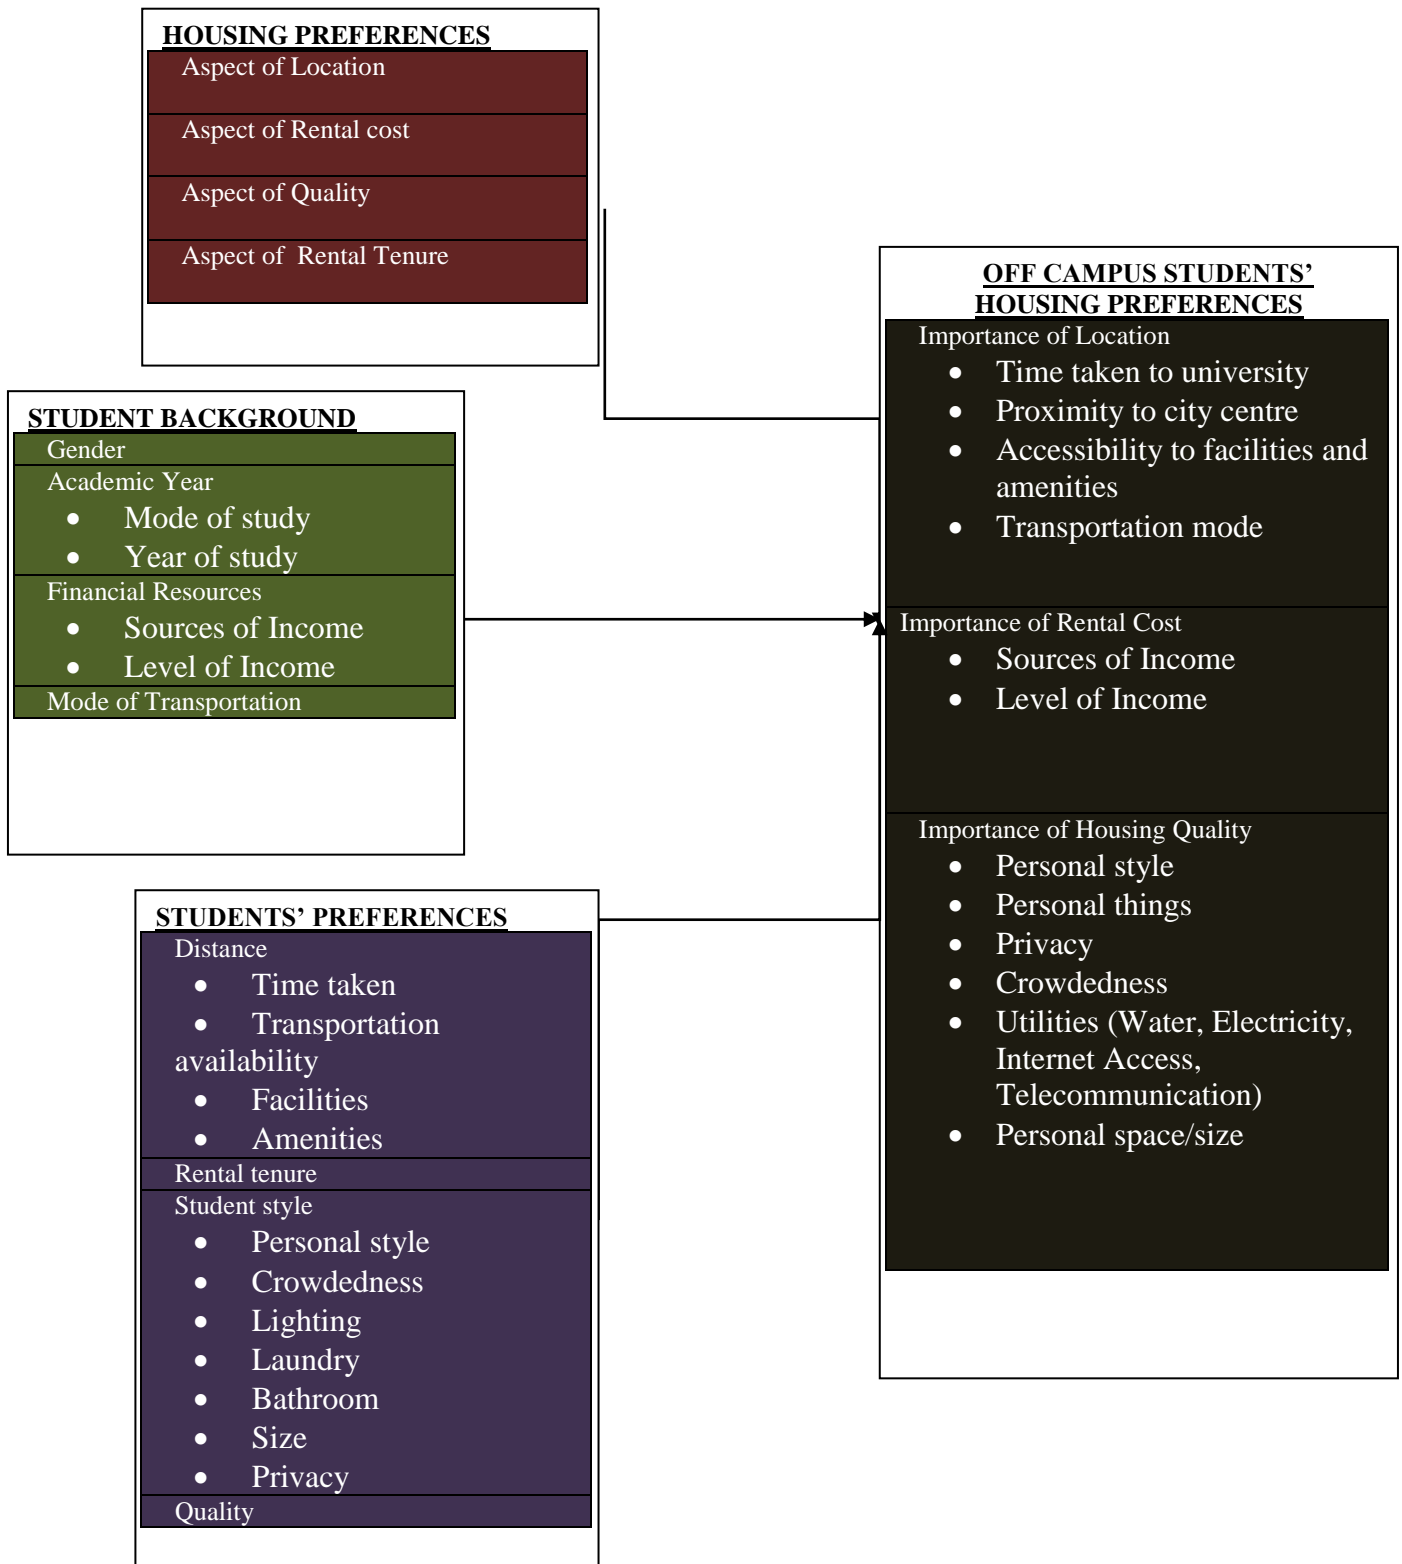 HOUSING PREFERENCES
Aspect of Location
Aspect of Rental cost
Aspect of Quality
Aspect of  Rental Tenure
STUDENT BACKGROUND
Gender
Academic Year
• Mode of study
• Year of study
Financial Resources
• Sources of Income
• Level of Income
Mode of Transportation
STUDENTS’ PREFERENCES
Distance
• Time taken
• Transportation
availability
• Facilities
• Amenities
Rental tenure
Student style
• Personal style
• Crowdedness
• Lighting
• Laundry
• Bathroom
• Size
• Privacy
Quality
OFF CAMPUS STUDENTS’
HOUSING PREFERENCES
Importance of Location
• Time taken to university
• Proximity to city centre
• Accessibility to facilities and
amenities
• Transportation mode
Importance of Rental Cost
• Sources of Income
• Level of Income
Importance of Housing Quality
• Personal style
• Personal things
• Privacy
• Crowdedness
• Utilities (Water, Electricity,
Internet Access,
Telecommunication)
• Personal space/size